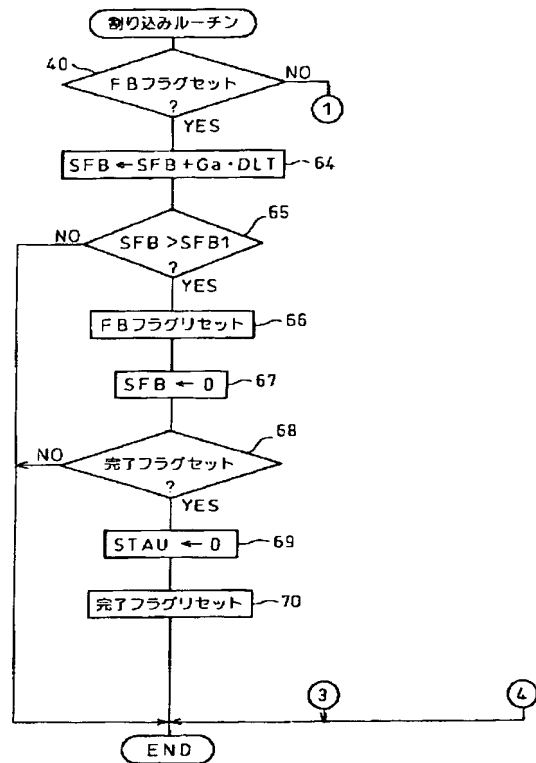 割り込みルーチン
40
FBフラグセット
?
NO
1
YES
SFB←SFB+Ga・DLT
64
65
NO
SFB>SFB1
?
YES
FBフラグリセット
66
SFB←0
67
68
NO
完了フラグセット
?
YES
STAU←0
69
完了フラグリセット
70
3
4
END